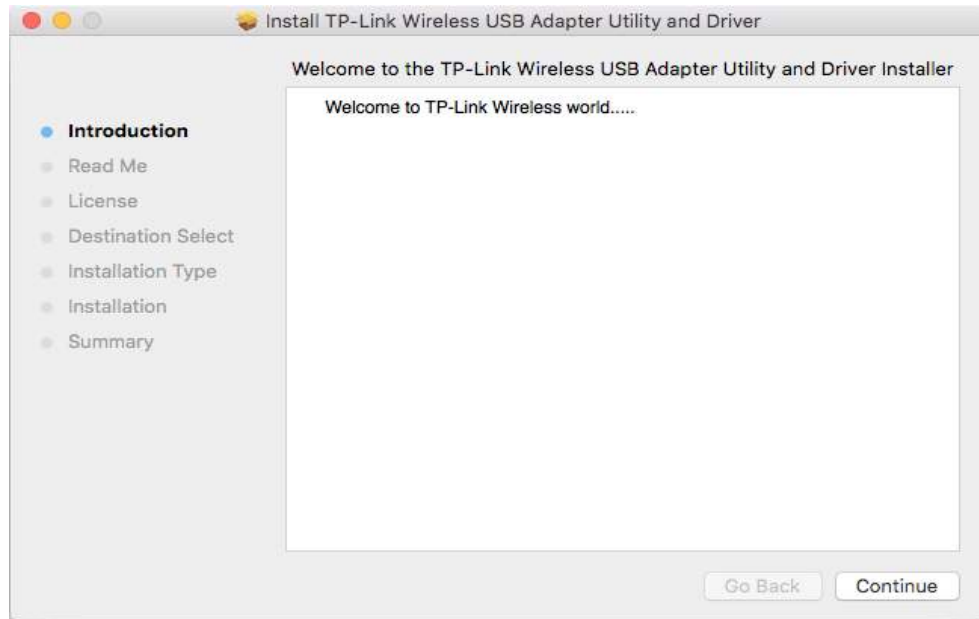 Install TP-Link Wireless USB Adapter Utility and Driver
Welcome to the TP-Link Wireless USB Adapter Utility and Driver Installer
Welcome to TP-Link Wireless world.....
Introduction
Read Me
License
Destination Select
Installation Type
Installation
Summary
Go Back
Continue